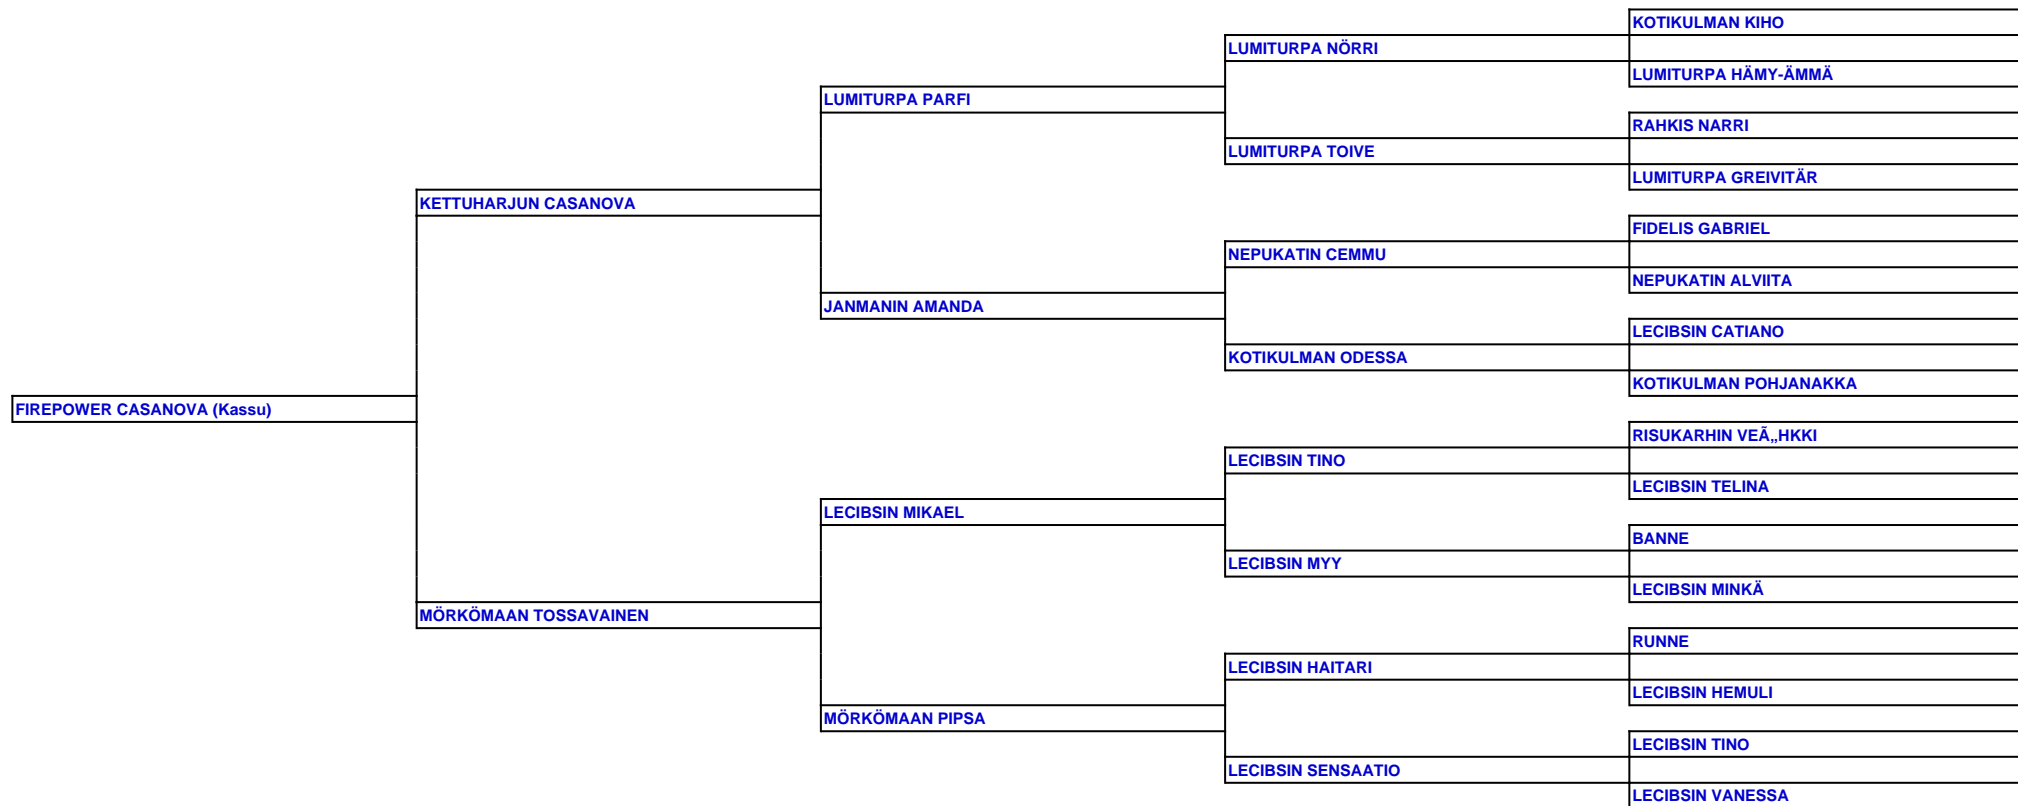 KOTIKULMAN KIHO
LUMITURPA NÖRRI
LUMITURPA HÄMY-ÄMMÄ
LUMITURPA PARFI
RAHKIS NARRI
LUMITURPA TOIVE
LUMITURPA GREIVITÄR
KETTUHARJUN CASANOVA
FIDELIS GABRIEL
NEPUKATIN CEMMU
NEPUKATIN ALVIITA
JANMANIN AMANDA
LECIBSIN CATIANO
KOTIKULMAN ODESSA
KOTIKULMAN POHJANAKKA
FIREPOWER CASANOVA (Kassu)
RISUKARHIN VEÃ„HKKI
LECIBSIN TINO
LECIBSIN TELINA
LECIBSIN MIKAEL
BANNE
LECIBSIN MYY
LECIBSIN MINKÄ
MÖRKÖMAAN TOSSAVAINEN
RUNNE
LECIBSIN HAITARI
LECIBSIN HEMULI
MÖRKÖMAAN PIPSA
LECIBSIN TINO
LECIBSIN SENSAATIO
LECIBSIN VANESSA